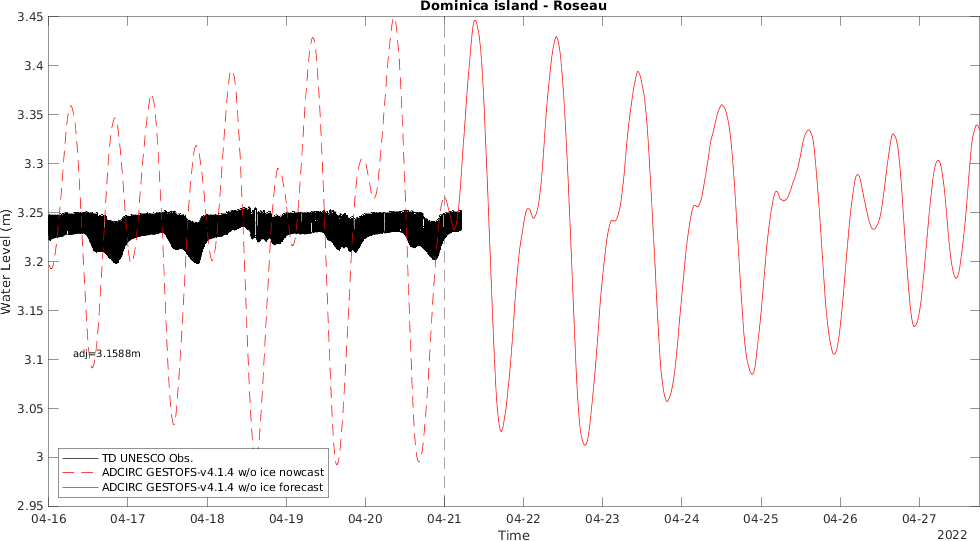 Dominica island - Roseau
3.45
3.4
3.35
3.3
3.25
3.2
3.15
3.1
3.05
3
2.95
Water Level (m)
adj=3.1588m
TD UNESCO Obs.
ADCIRC GESTOFS-v4.1.4 w/o ice nowcast
ADCIRC GESTOFS-v4.1.4 w/o ice forecast
04-16 04-17 04-18 04-19 04-20 04-21 04-22 04-23 04-24 04-25 04-26 04-27
Time
2022